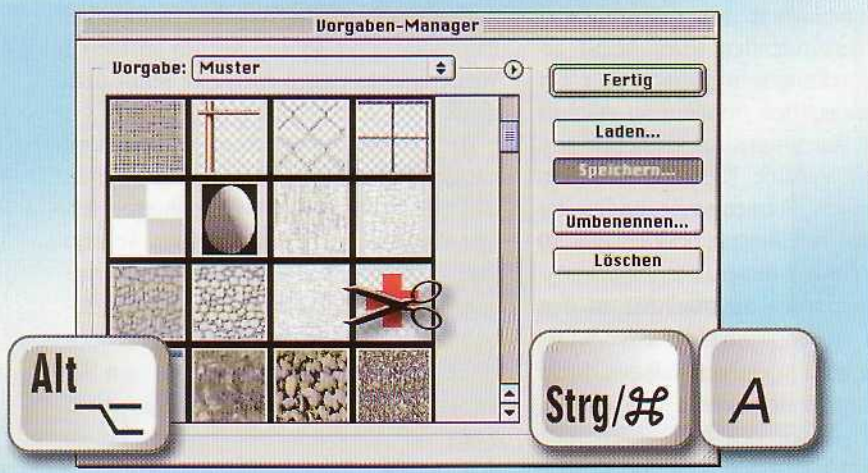 Vorgaben-Manager
Vorgabe: Muster
Fertig
Laden...
Speichern...
Umbenennen...
Löschen
Alt
Strg/⌘
A